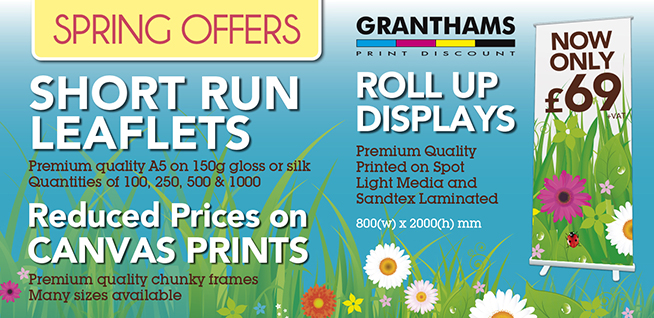 SPRING OFFERS
SHORT RUN
LEAFLETS
Premium quality A5 on 150g gloss or silk
Quantities of 100, 250, 500 & 1000
Reduced Prices on
CANVAS PRINTS
Premium quality chunky frames
Many sizes available
GRANTHAMS
PRINT DISCOUNT
ROLL UP
DISPLAYS
Premium Quality
Printed on Spot
Light Media and
Sandtex Laminated
800(w) x 2000(h) mm
NOW
ONLY
£69
+VAT